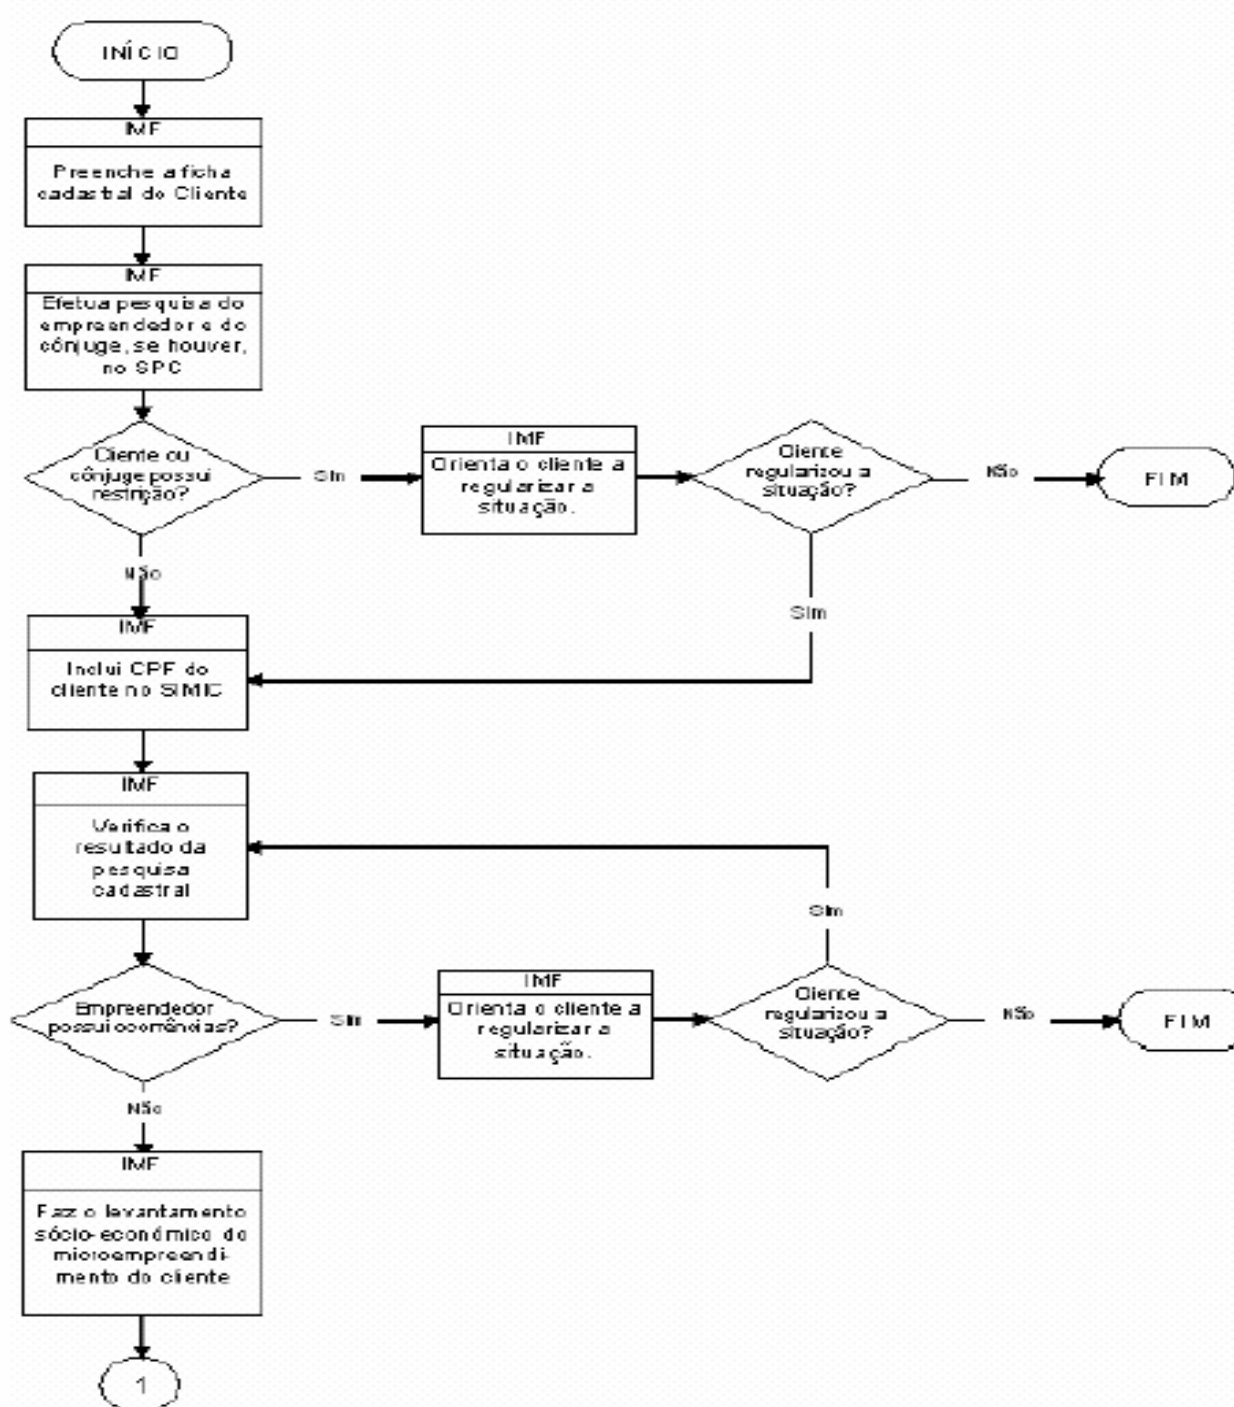 INÍCIO
IMF
Preenche a ficha
cadastral do Cliente
IMF
Efetua pesquisa do
empreendedor e do
cônjuge, se houver,
no SPC
Cliente ou
cônjuge possui
restrição?
Sim
IMF
Orienta o cliente a
regularizar a
situação.
Cliente
regularizou a
situação?
Não
FIM
Não
Sim
IMF
Inclui CPF do
cliente no SIMIC
IMF
Verifica o
resultado da
pesquisa
cadastral
Sim
Empreendedor
possui ocorrências?
Sim
IMF
Orienta o cliente a
regularizar a
situação.
Cliente
regularizou a
situação?
Não
FIM
Não
IMF
Faz o levantamento
sócio-econômico do
microempreendi-
mento do cliente
1